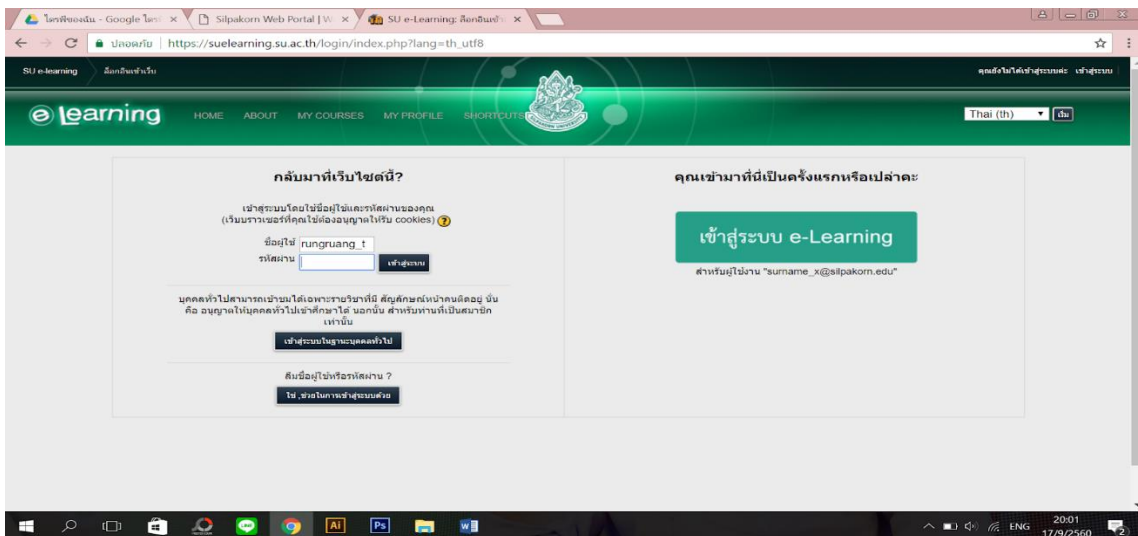 ไดรฟ์ของฉัน - Google ไดร
Silpakorn Web Portal | W
SU e-Learning: ล็อกอินเข้า
ปลอดภัย | https://suelearning.su.ac.th/login/index.php?lang=th_utf8
SU e-learning
ล็อกอินเข้าเว็บ
คุณยังไม่ได้เข้าสู่ระบบค่ะ เข้าสู่ระบบ
e learning
HOME ABOUT MY COURSES MY PROFILE SHORTCUTS
Thai (th)
กลับมาที่เว็บไซต์นี้?
เข้าสู่ระบบโดยใช้ชื่อผู้ใช้และรหัสผ่านของคุณ
(เว็บบราวเซอร์ที่คุณใช้ต้องอนุญาตให้รับ cookies) ?
ชื่อผู้ใช้ rungruang_t
รหัสผ่าน
เข้าสู่ระบบ
บุคคลทั่วไปสามารถเข้าชมได้เฉพาะรายวิชาที่มี สัญลักษณ์หน้าคนติดอยู่ นั่น
คือ อนุญาตให้บุคคลทั่วไปเข้าศึกษาได้ นอกนั้น สำหรับท่านที่เป็นสมาชิก
เท่านั้น
เข้าสู่ระบบในฐานะบุคคลทั่วไป
ลืมชื่อผู้ใช้หรือรหัสผ่าน ?
ใช่ ,ช่วยในการเข้าสู่ระบบด้วย
คุณเข้ามาที่นี่เป็นครั้งแรกหรือเปล่าคะ
เข้าสู่ระบบ e-Learning
สำหรับผู้ใช้งาน "surname_x@silpakorn.edu"
LINE
Ai
Ps
ENG
20:01
17/9/2560
2